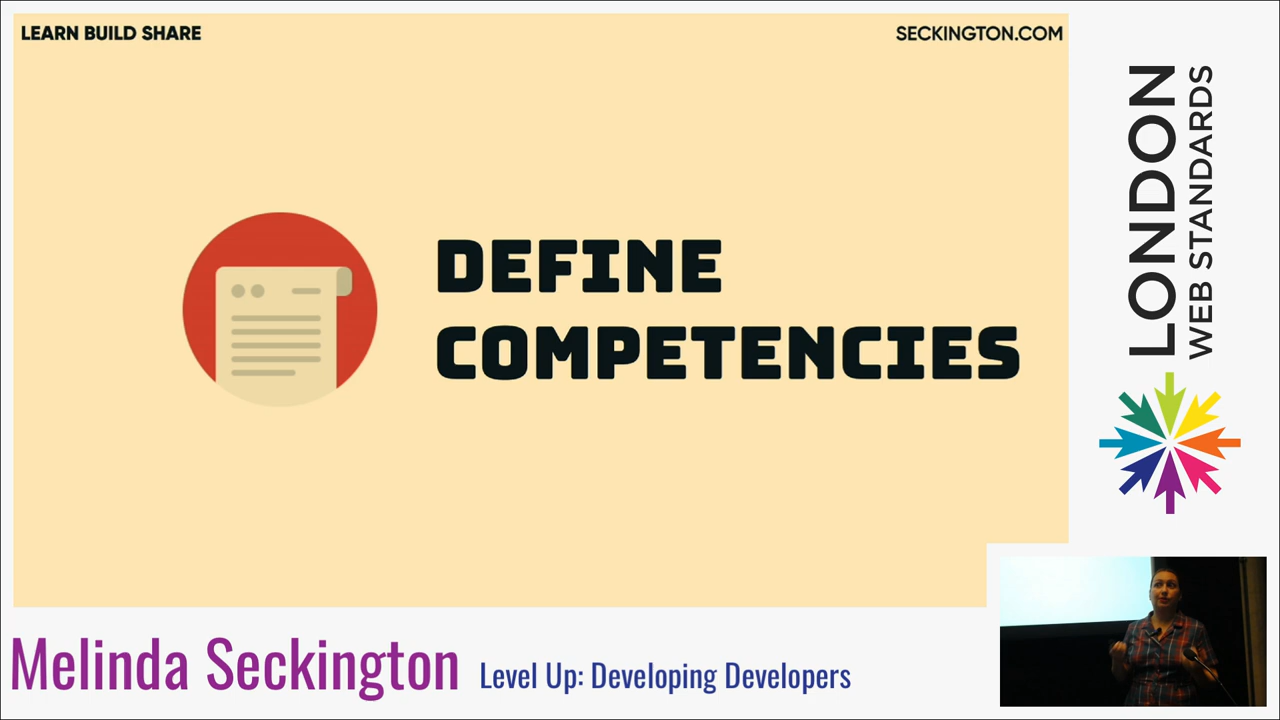 LEARN BUILD SHARE
SECKINGTON.COM
DEFINE
COMPETENCIES
LONDON
WEB STANDARDS
Melinda Seckington
Level Up: Developing Developers